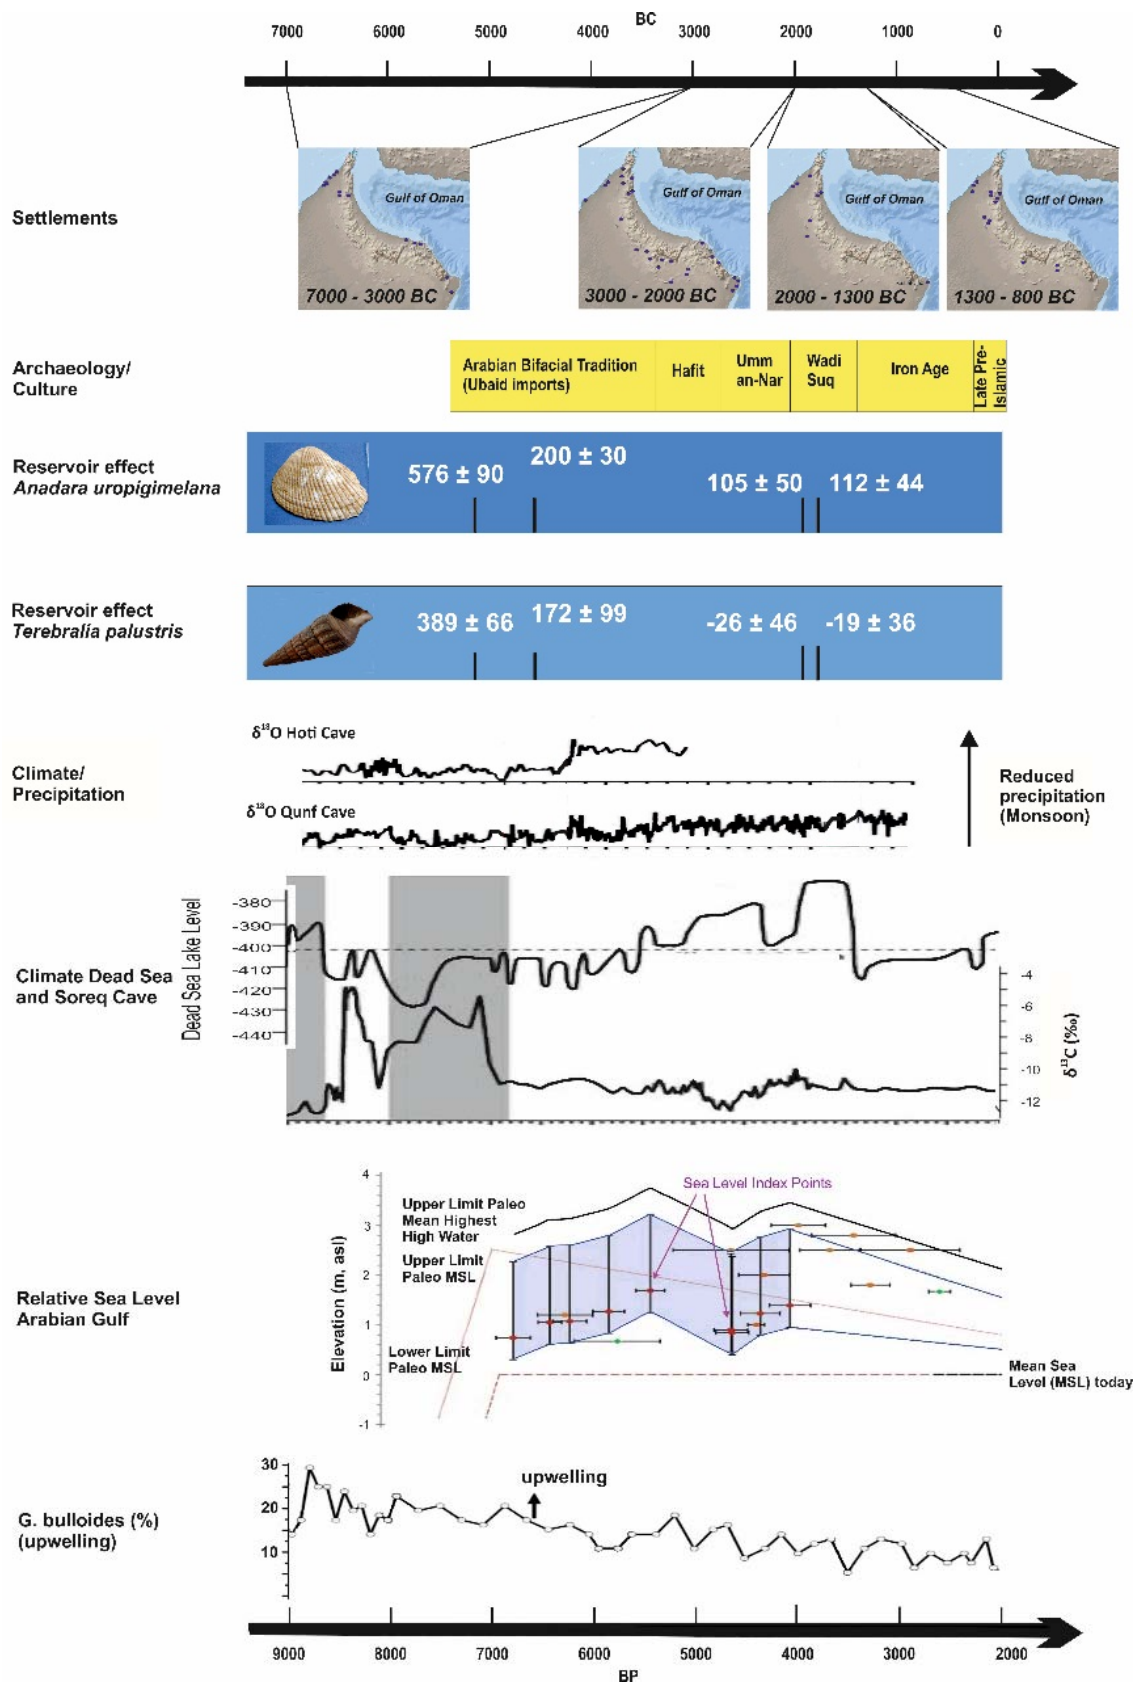 BC
7000 6000 5000 4000 3000 2000 1000 0
Settlements
Gulf of Oman
7000 - 3000 BC
Gulf of Oman
3000 - 2000 BC
Gulf of Oman
2000 - 1300 BC
Gulf of Oman
1300 - 800 BC
Archaeology/
Culture
Arabian Bifacial Tradition
(Ubaid imports)
Hafit
Umm
an-Nar
Wadi
Suq
Iron Age
Late Pre-
Islamic
Reservoir effect
Anadara uropigimelana
576 ± 90
200 ± 30
105 ± 50
112 ± 44
Reservoir effect
Terebralia palustris
389 ± 66
172 ± 99
-26 ± 46
-19 ± 36
Climate/
Precipitation
δ¹⁸O Hoti Cave
δ¹⁸O Qunf Cave
Reduced
precipitation
(Monsoon)
Climate Dead Sea
and Soreq Cave
Dead Sea Lake Level
-380
-390
-400
-410
-420
-430
-440
-4
-6
-8
-10
-12
δ¹³C (‰)
Relative Sea Level
Arabian Gulf
Elevation (m, asl)
4
3
2
1
0
-1
Upper Limit Paleo
Mean Highest
High Water
Upper Limit
Paleo MSL
Lower Limit
Paleo MSL
Sea Level Index Points
Mean Sea
Level (MSL) today
G. bulloides (%)
(upwelling)
30
20
10
upwelling
9000 8000 7000 6000 5000 4000 3000 2000
BP